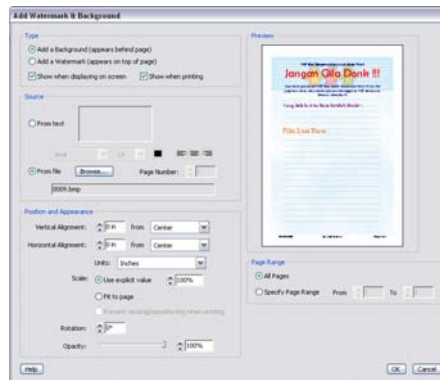 Add Watermark & Background
Type
Add a Background (appears behind page)
Add a Watermark (appears on top of page)
Show when displaying on screen
Show when printing
Source
From text
From file
Browse...
Page Number:
0009.bmp
Position and Appearance
Vertical Alignment: 0 in from Center
Horizontal Alignment: 0 in from Center
Units: Inches
Scale: Use explicit value 100%
Fit to page
Rotation: 0°
Opacity: 100%
Help
Preview
Jangan Gila Donk !!!
Page Range
All Pages
Specify Page Range From To
OK Cancel